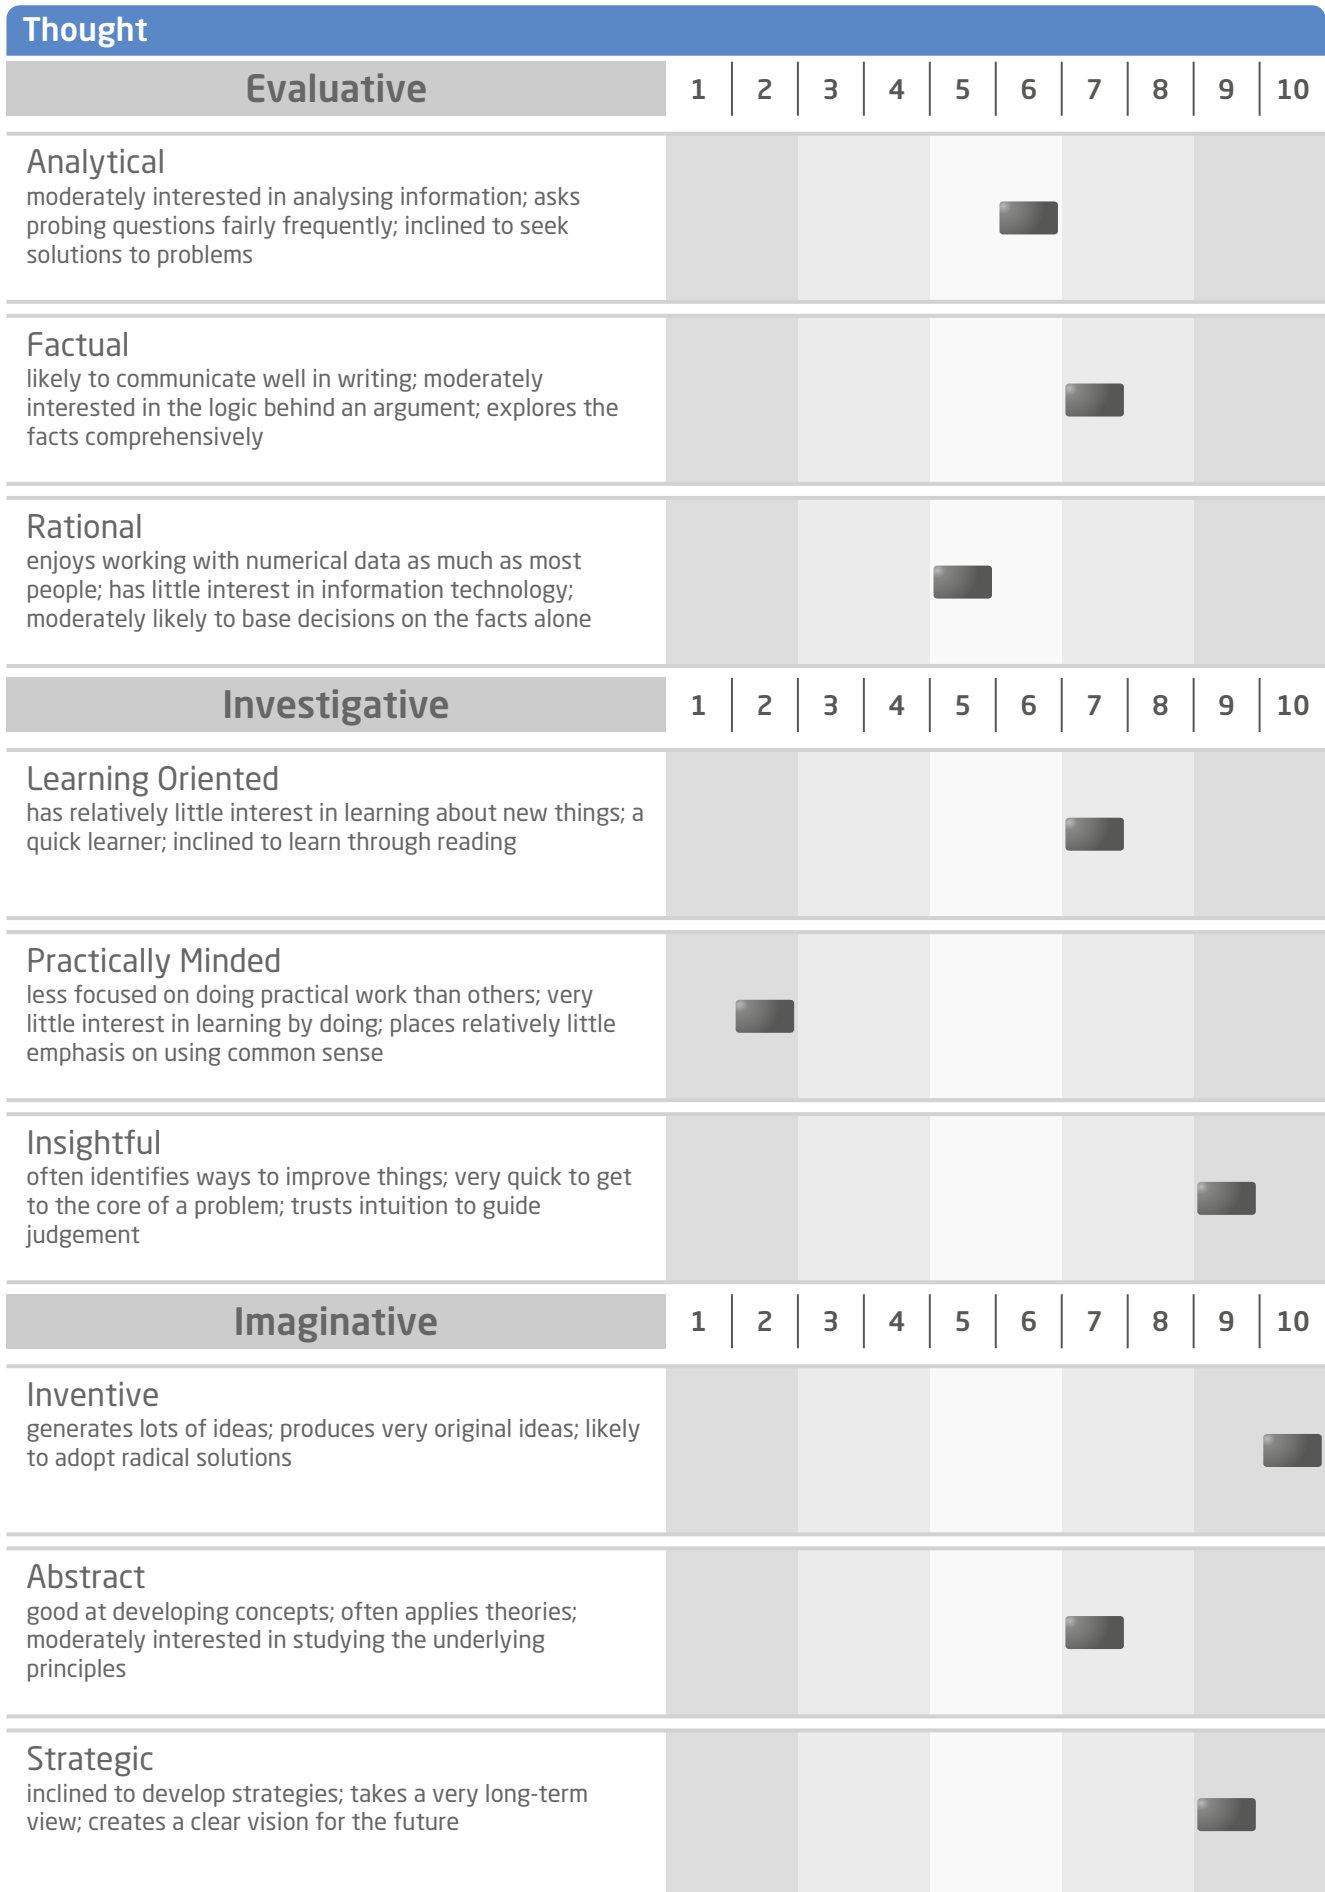 Thought
Evaluative 1 2 3 4 5 6 7 8 9 10
Analytical
moderately interested in analysing information; asks
probing questions fairly frequently; inclined to seek
solutions to problems
Factual
likely to communicate well in writing; moderately
interested in the logic behind an argument; explores the
facts comprehensively
Rational
enjoys working with numerical data as much as most
people; has little interest in information technology;
moderately likely to base decisions on the facts alone
Investigative 1 2 3 4 5 6 7 8 9 10
Learning Oriented
has relatively little interest in learning about new things; a
quick learner; inclined to learn through reading
Practically Minded
less focused on doing practical work than others; very
little interest in learning by doing; places relatively little
emphasis on using common sense
Insightful
often identifies ways to improve things; very quick to get
to the core of a problem; trusts intuition to guide
judgement
Imaginative 1 2 3 4 5 6 7 8 9 10
Inventive
generates lots of ideas; produces very original ideas; likely
to adopt radical solutions
Abstract
good at developing concepts; often applies theories;
moderately interested in studying the underlying
principles
Strategic
inclined to develop strategies; takes a very long-term
view; creates a clear vision for the future